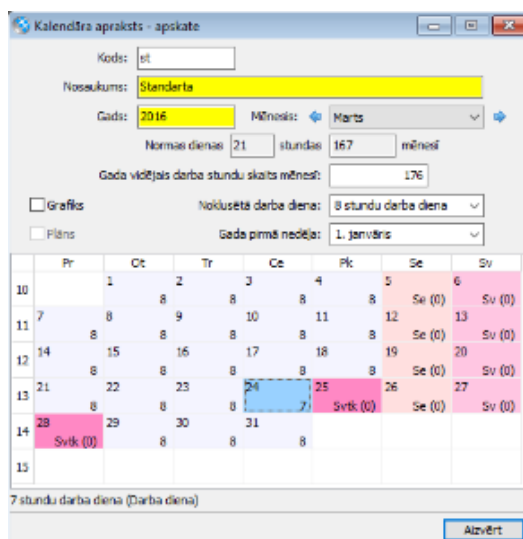 Kalendāra apraksts - apskate
Kods: st
Nosaukums: Standarta
Gads: 2016 Mēnesis: Marts
Normas dienas 21 stundas 167 mēnesī
Gada vidējais darba stundu skaits mēnesī: 176
Grafiks Noklusētā darba diena: 8 stundu darba diena
Plāns Gada pirmā nedēļa: 1. janvāris
Pr Ot Tr Ce Pk Se Sv
1 2 3 4 5 6
10 8 8 8 8 Se (0) Sv (0)
7 8 9 10 11 12 13
11 8 8 8 8 8 Se (0) Sv (0)
14 15 16 17 18 19 20
12 8 8 8 8 8 Se (0) Sv (0)
21 22 23 24 25 26 27
13 8 8 8 7 Svtk (0) Se (0) Sv (0)
28 29 30 31
14 Svtk (0) 8 8 8
15
7 stundu darba diena (Darba diena)
Aizvērt